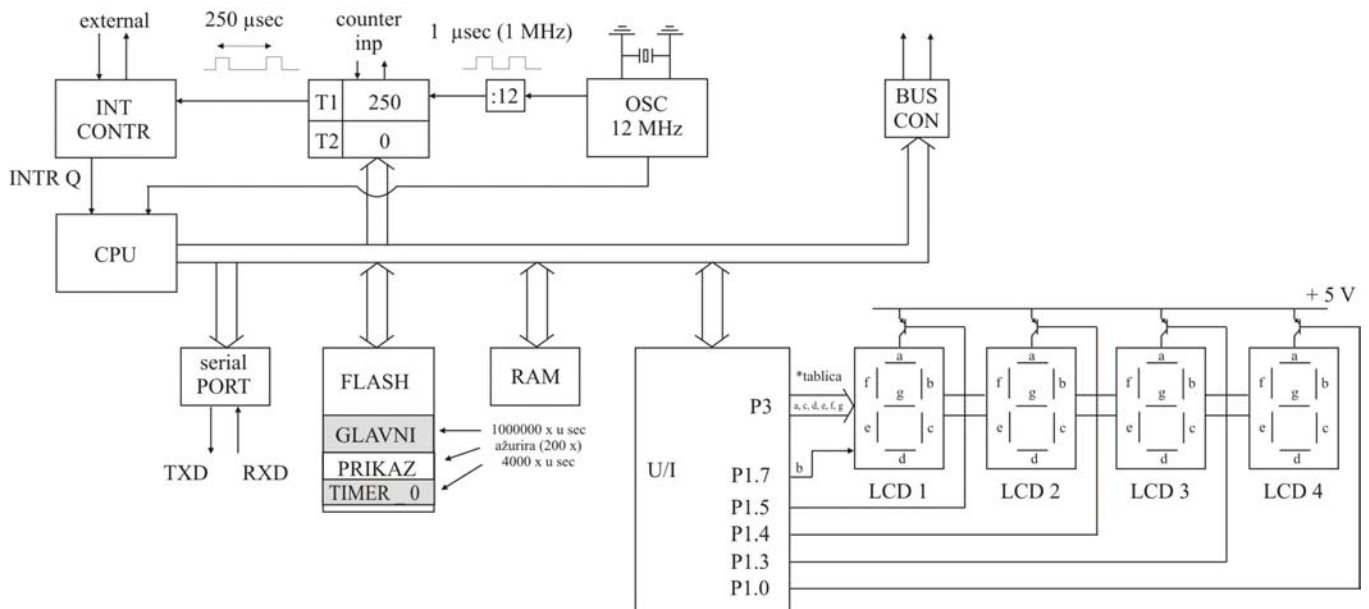 external
250 µsec
counter
inp
1 µsec (1 MHz)
INT
CONTR
T1
250
T2
0
:12
OSC
12 MHz
BUS
CON
INTR Q
CPU
serial
PORT
TXD
RXD
FLASH
GLAVNI
PRIKAZ
TIMER _0
1000000 x u sec
ažurira (200 x)
4000 x u sec
RAM
U/I
P3
P1.7
P1.5
P1.4
P1.3
P1.0
*tablica
a, c, d, e, f, g
b
+ 5 V
a
f
b
g
e
c
d
LCD 1
a
f
b
g
e
c
d
LCD 2
a
f
b
g
e
c
d
LCD 3
a
f
b
g
e
c
d
LCD 4